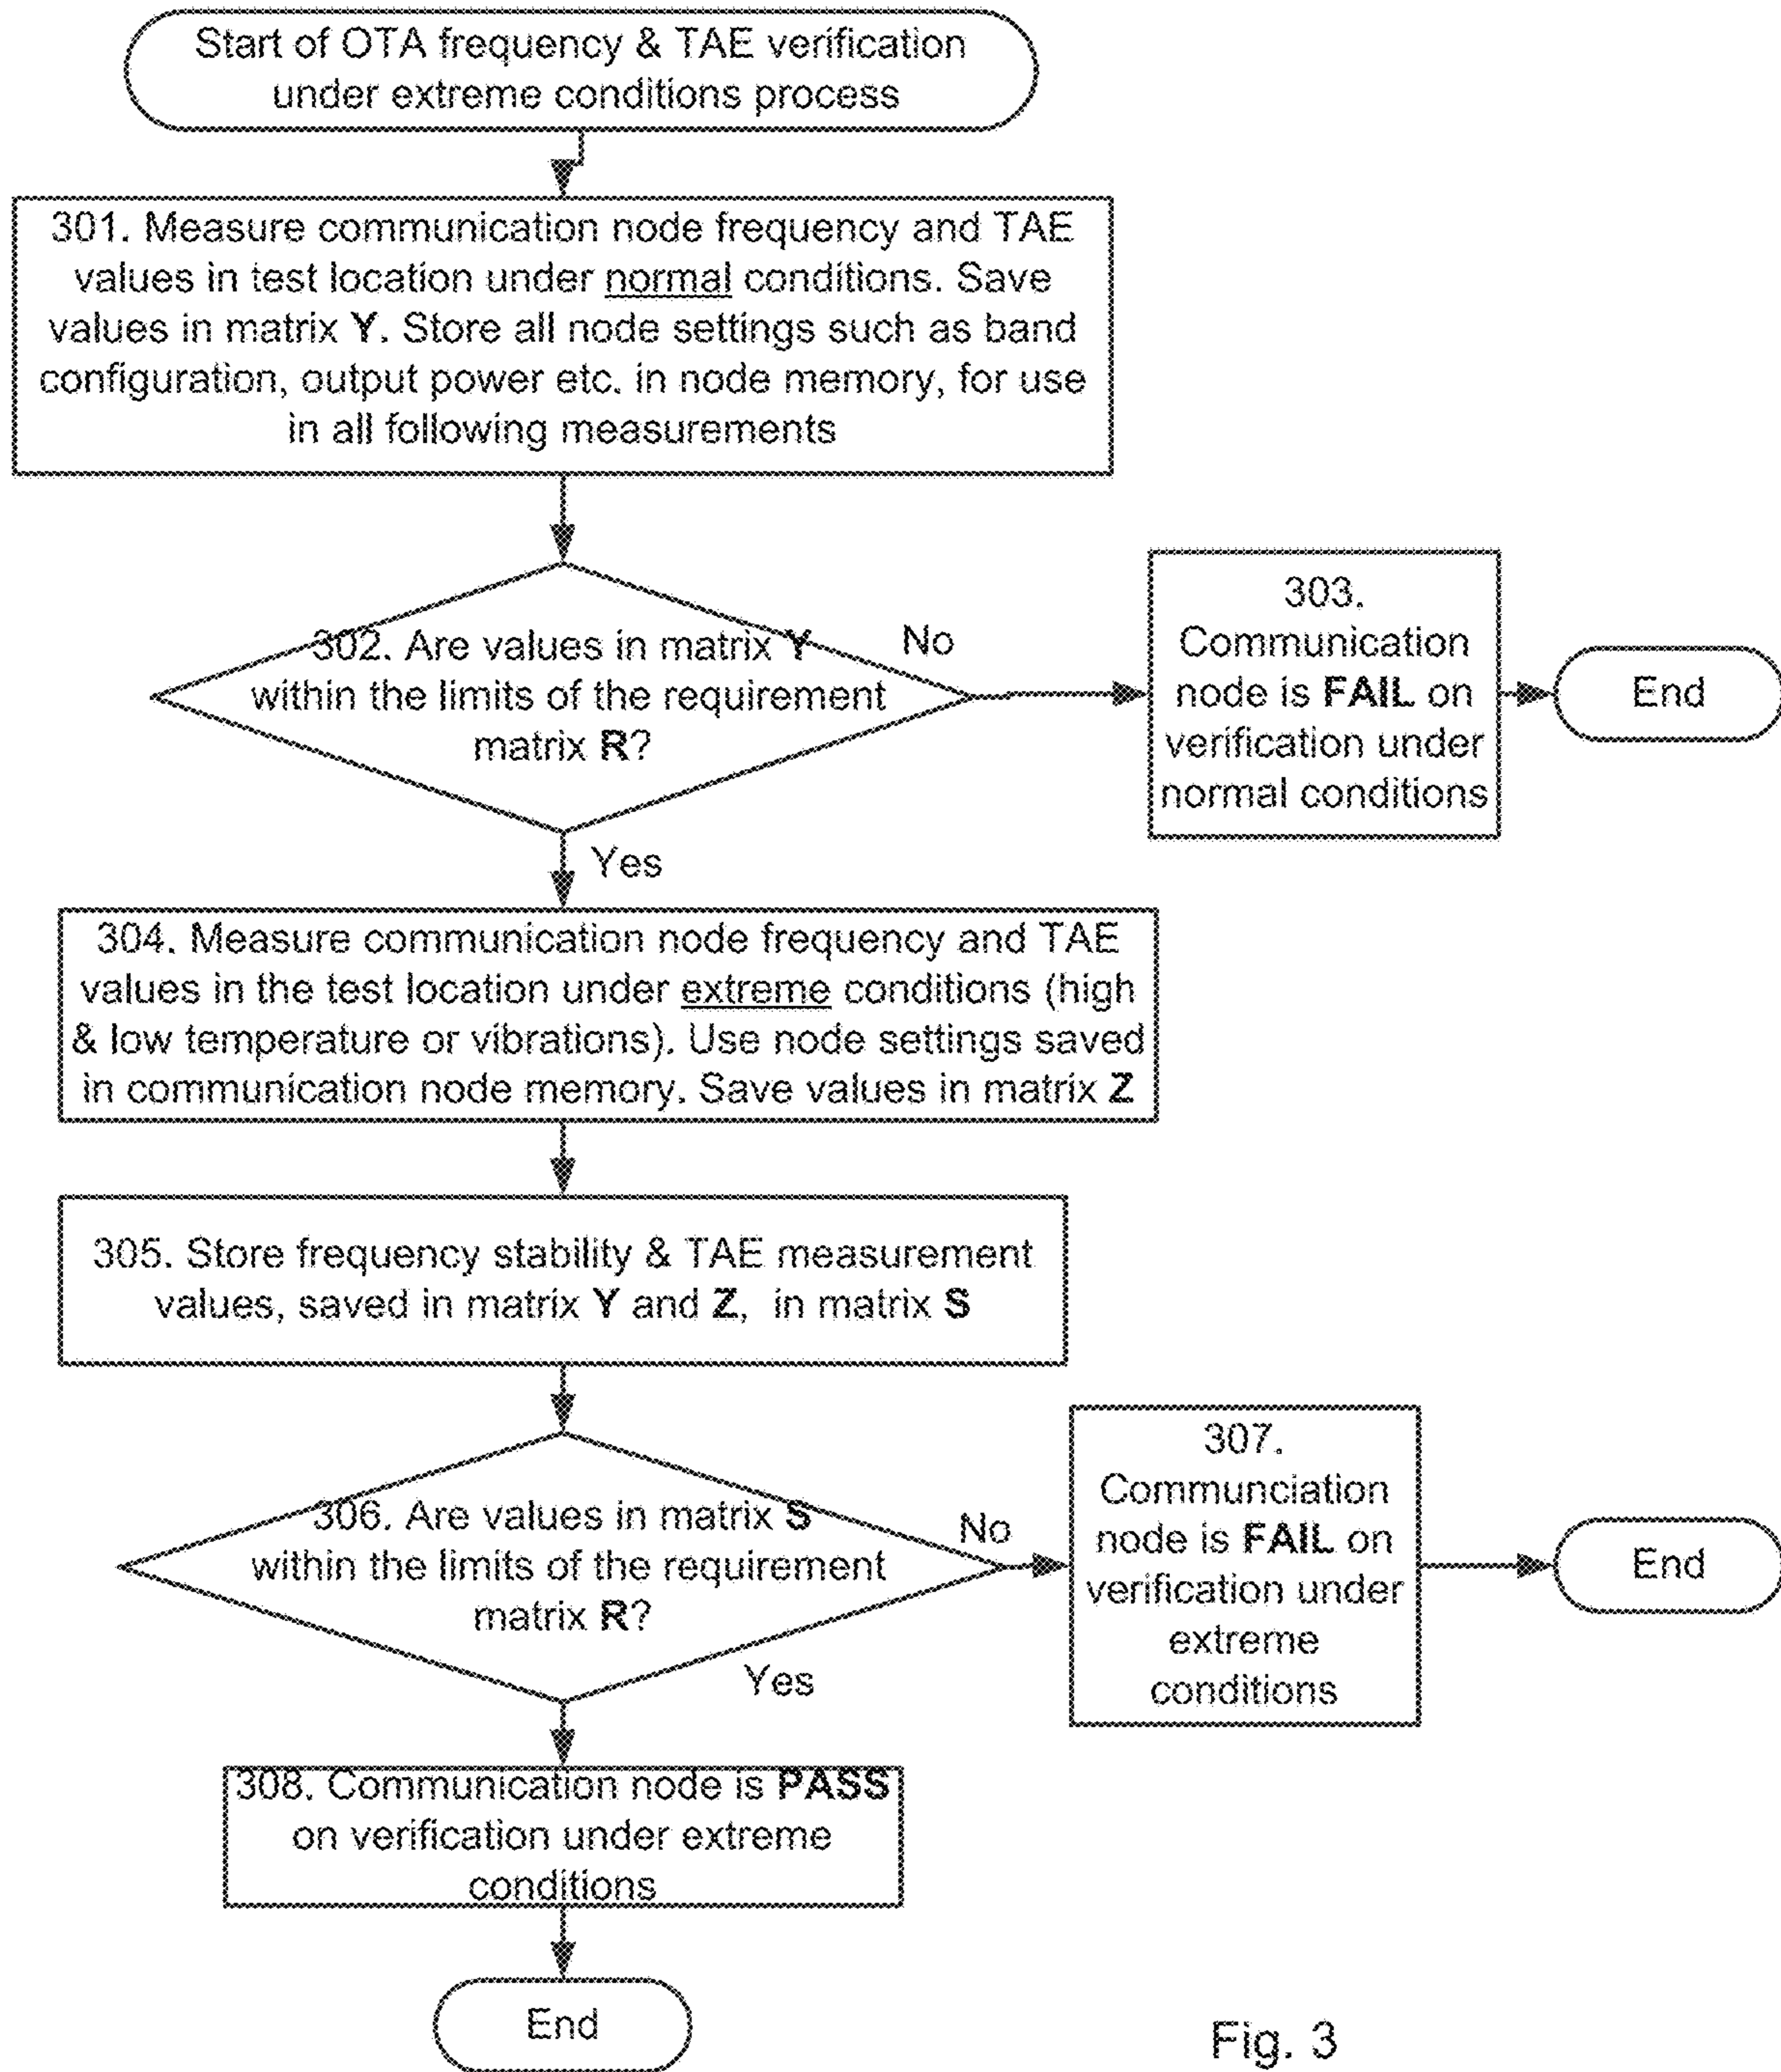 Start of OTA frequency & TAE verification
under extreme conditions process
301. Measure communication node frequency and TAE
values in test location under normal conditions. Save
values in matrix Y. Store all node settings such as band
configuration, output power etc. in node memory, for use
in all following measurements
302. Are values in matrix Y
within the limits of the requirement
matrix R?
No
303.
Communication
node is FAIL on
verification under
normal conditions
End
Yes
304. Measure communication node frequency and TAE
values in the test location under extreme conditions (high
& low temperature or vibrations). Use node settings saved
in communication node memory. Save values in matrix Z
305. Store frequency stability & TAE measurement
values, saved in matrix Y and Z, in matrix S
306. Are values in matrix S
within the limits of the requirement
matrix R?
No
307.
Communciation
node is FAIL on
verification under
extreme
conditions
End
Yes
308. Communication node is PASS
on verification under extreme
conditions
End
Fig. 3